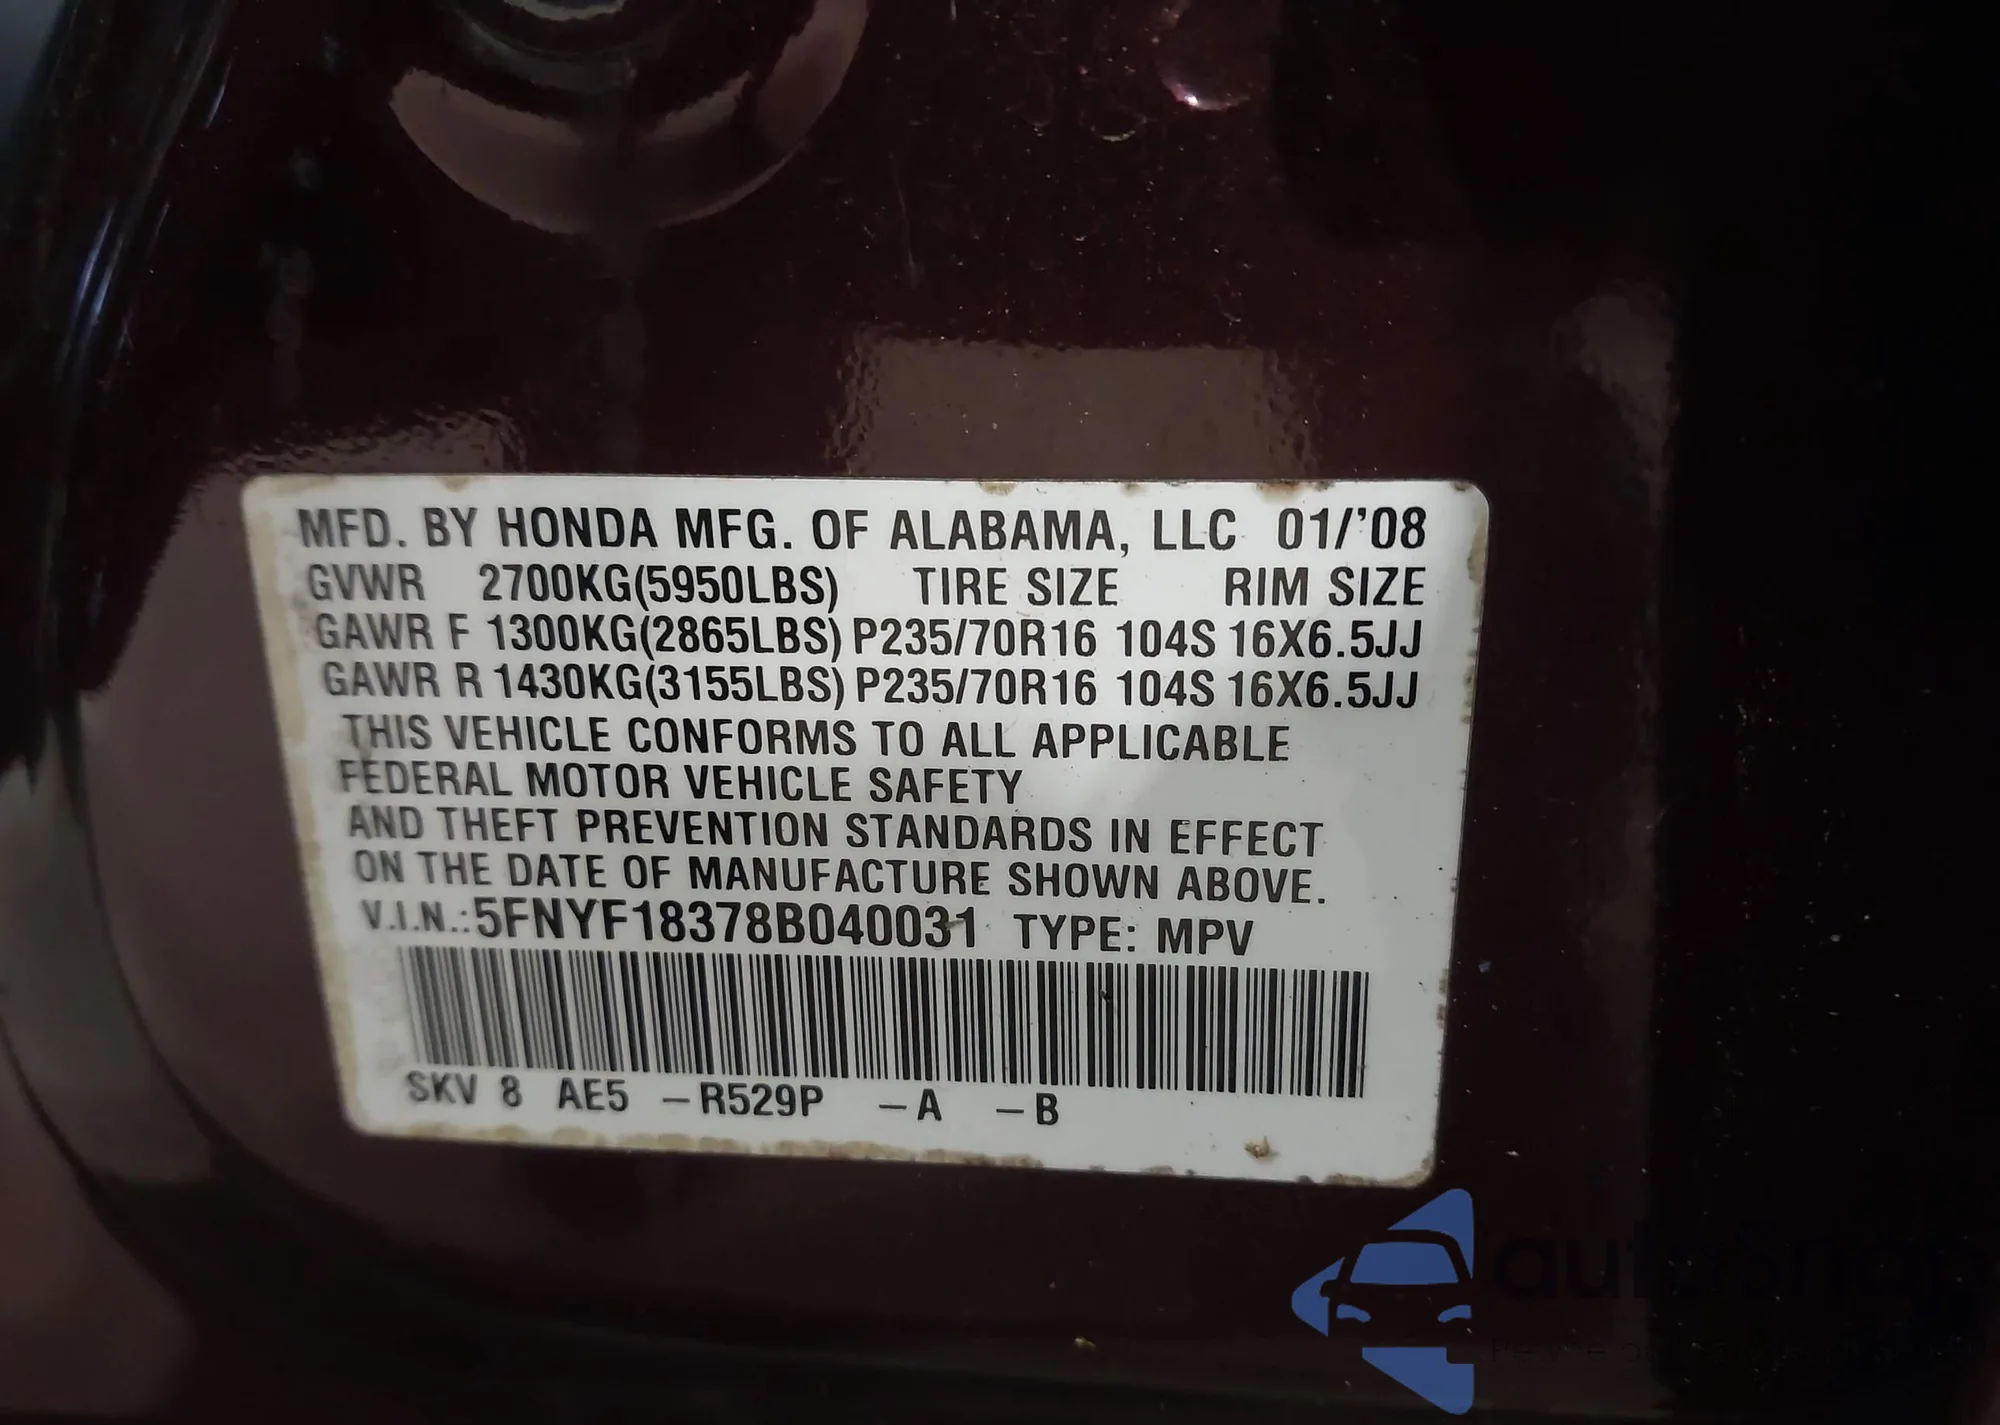 MFD. BY HONDA MFG. OF ALABAMA, LLC 01/'08
GVWR 2700KG(5950LBS) TIRE SIZE RIM SIZE
GAWR F 1300KG(2865LBS) P235/70R16 104S 16X6.5JJ
GAWR R 1430KG(3155LBS) P235/70R16 104S 16X6.5JJ
THIS VEHICLE CONFORMS TO ALL APPLICABLE
FEDERAL MOTOR VEHICLE SAFETY
AND THEFT PREVENTION STANDARDS IN EFFECT
ON THE DATE OF MANUFACTURE SHOWN ABOVE.
V.I.N.:5FNYF18378B040031 TYPE: MPV
SKV 8 AE5 –R529P –A –B